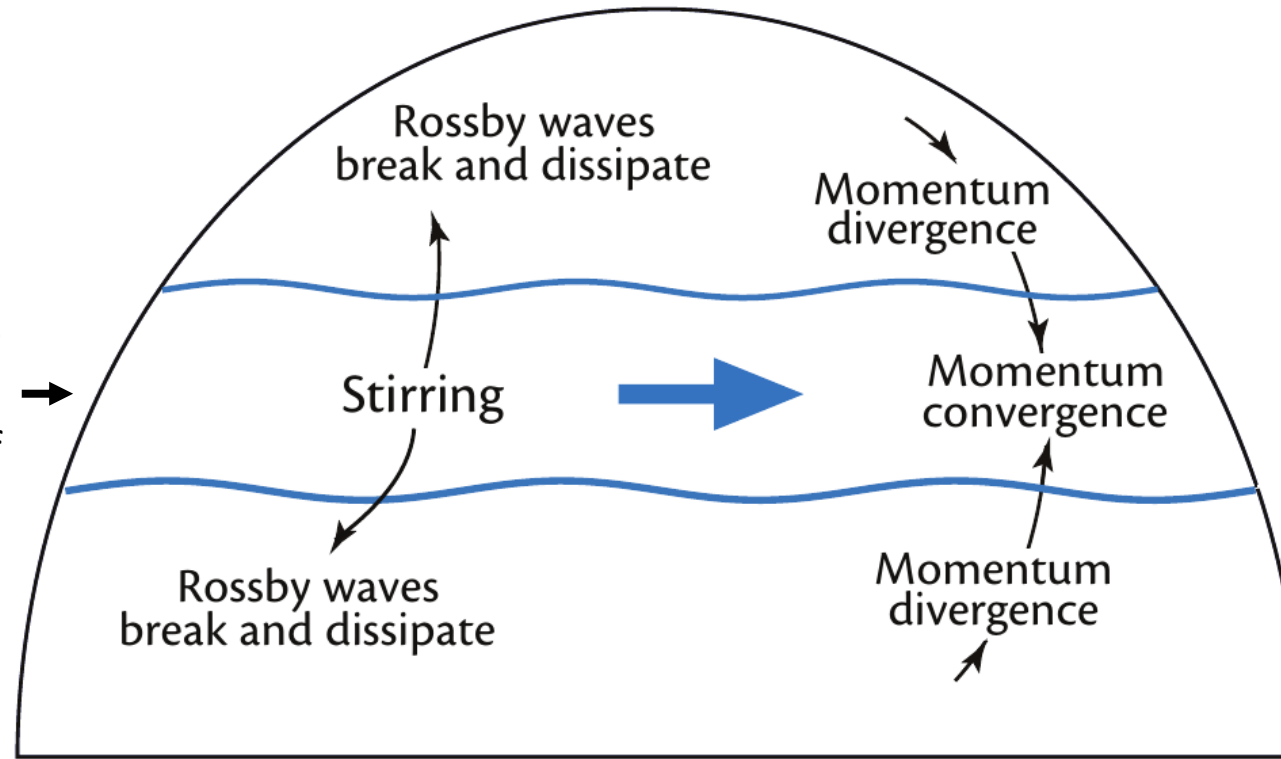 Rossby waves
break and dissipate
Momentum
divergence
Stirring
Momentum
convergence
Rossby waves
break and dissipate
Momentum
divergence